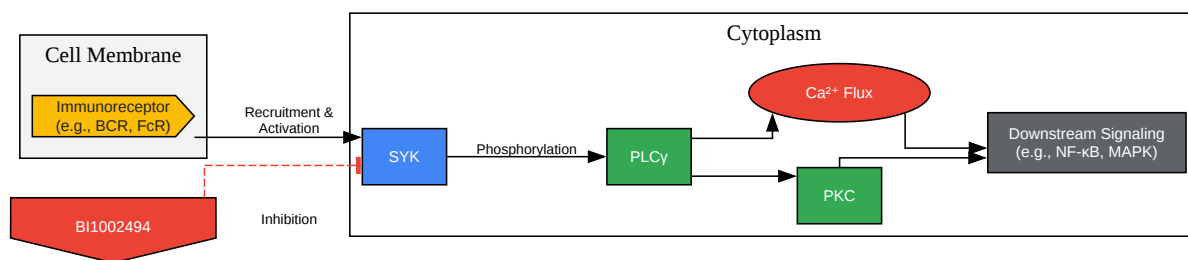 Cytoplasm
Cell Membrane
Immunoreceptor
(e.g., BCR, FcR)
Recruitment &
Activation
SYK
Phosphorylation
PLCγ
Ca²⁺ Flux
PKC
Downstream Signaling
(e.g., NF-κB, MAPK)
BI1002494
Inhibition